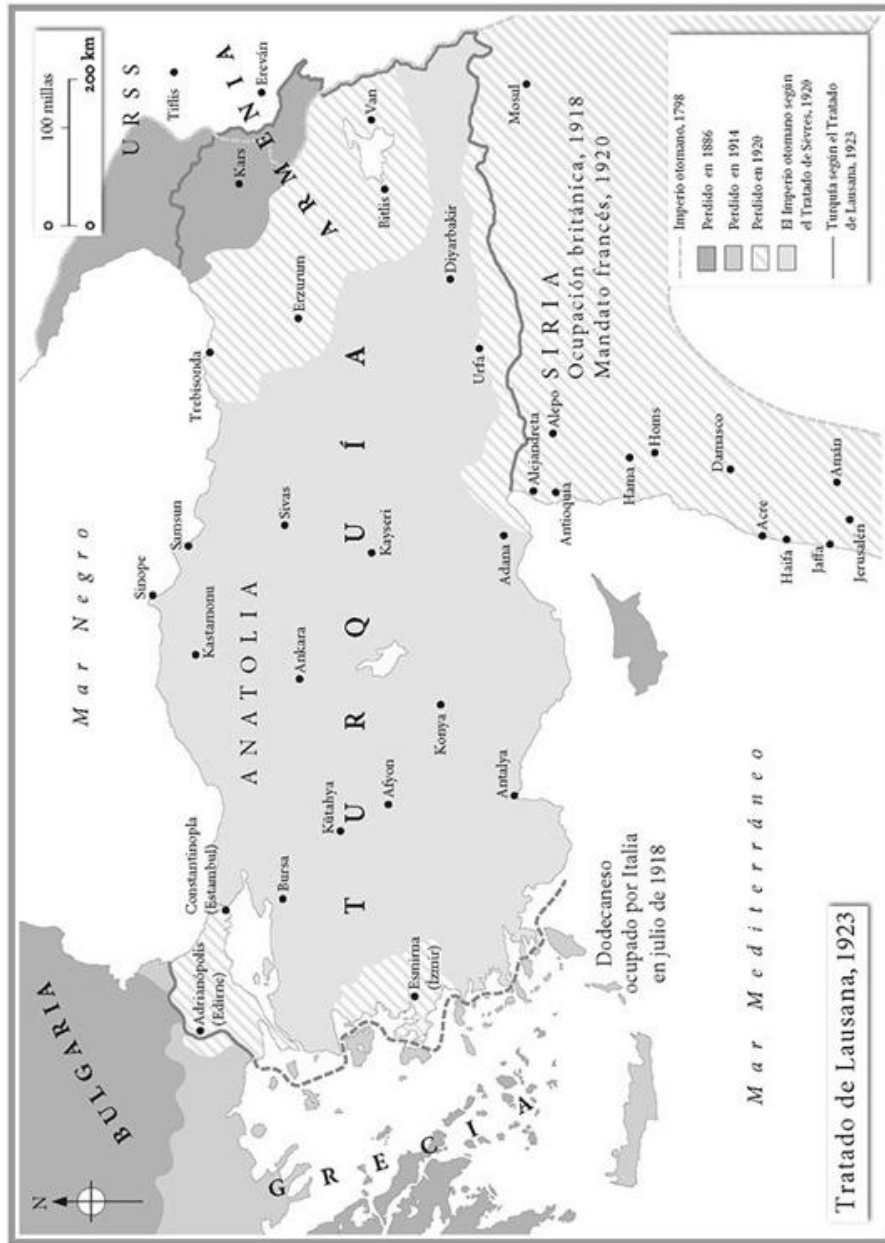 N
BULGARIA
GRECIA
Mar Negro
URSS
Tiflis
ARMENIA
Ereván
Kars
0 100 millas
0 200 km
Adrianópolis
(Edirne)
Constantinopla
(Estambul)
Sinope
Samsun
Trebisonda
Kastamonu
ANATOLIA
Bursa
Ankara
Sivas
Erzurum
TURQUÍA
Kütahya
Afyon
Kayseri
Bitlis
Van
Esmirna
(İzmir)
Konya
Diyarbakir
Antalya
Adana
Urfa
Mosul
Alejandreta
Alepo
Antioquía
SIRIA
Ocupación británica, 1918
Mandato francés, 1920
Hama
Homs
Damasco
Acre
Haifa
Jaffa
Amán
Jerusalén
Dodecaneso
ocupado por Italia
en julio de 1918
Mar Mediterráneo
Tratado de Lausana, 1923
Imperio otomano, 1798
Perdido en 1886
Perdido en 1914
Perdido en 1920
El Imperio otomano según
el Tratado de Sèvres, 1920
Turquía según el Tratado
de Lausana, 1923